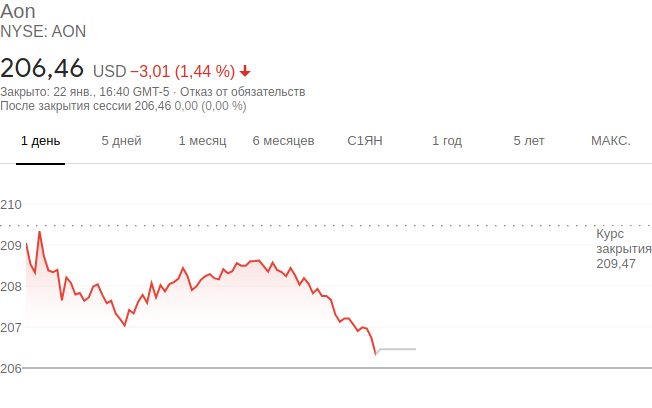 Aon
NYSE: AON
206,46 USD −3,01 (1,44 %)
Закрыто: 22 янв., 16:40 GMT-5 · Отказ от обязательств
После закрытия сессии 206,46 0,00 (0,00 %)
1 день 5 дней 1 месяц 6 месяцев С1ЯН 1 год 5 лет МАКС.
210
209
208
207
206
Курс
закрытия
209,47